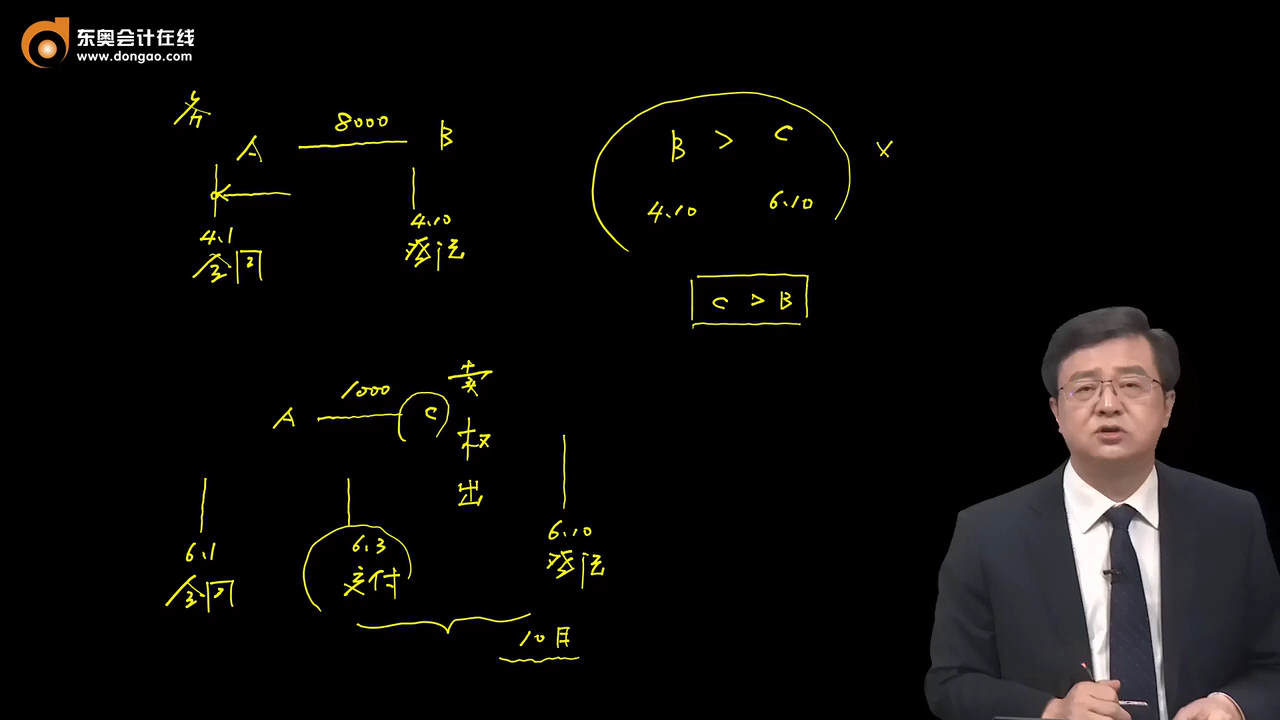 东奥会计在线
www.dongao.com
A 8000 B
B > C ×
4.1
4.10
登记
4.10 6.10
合同
C > B
A 1000 C
卖
权
出
6.1
合同
6.3
交付
6.10
登记
10日